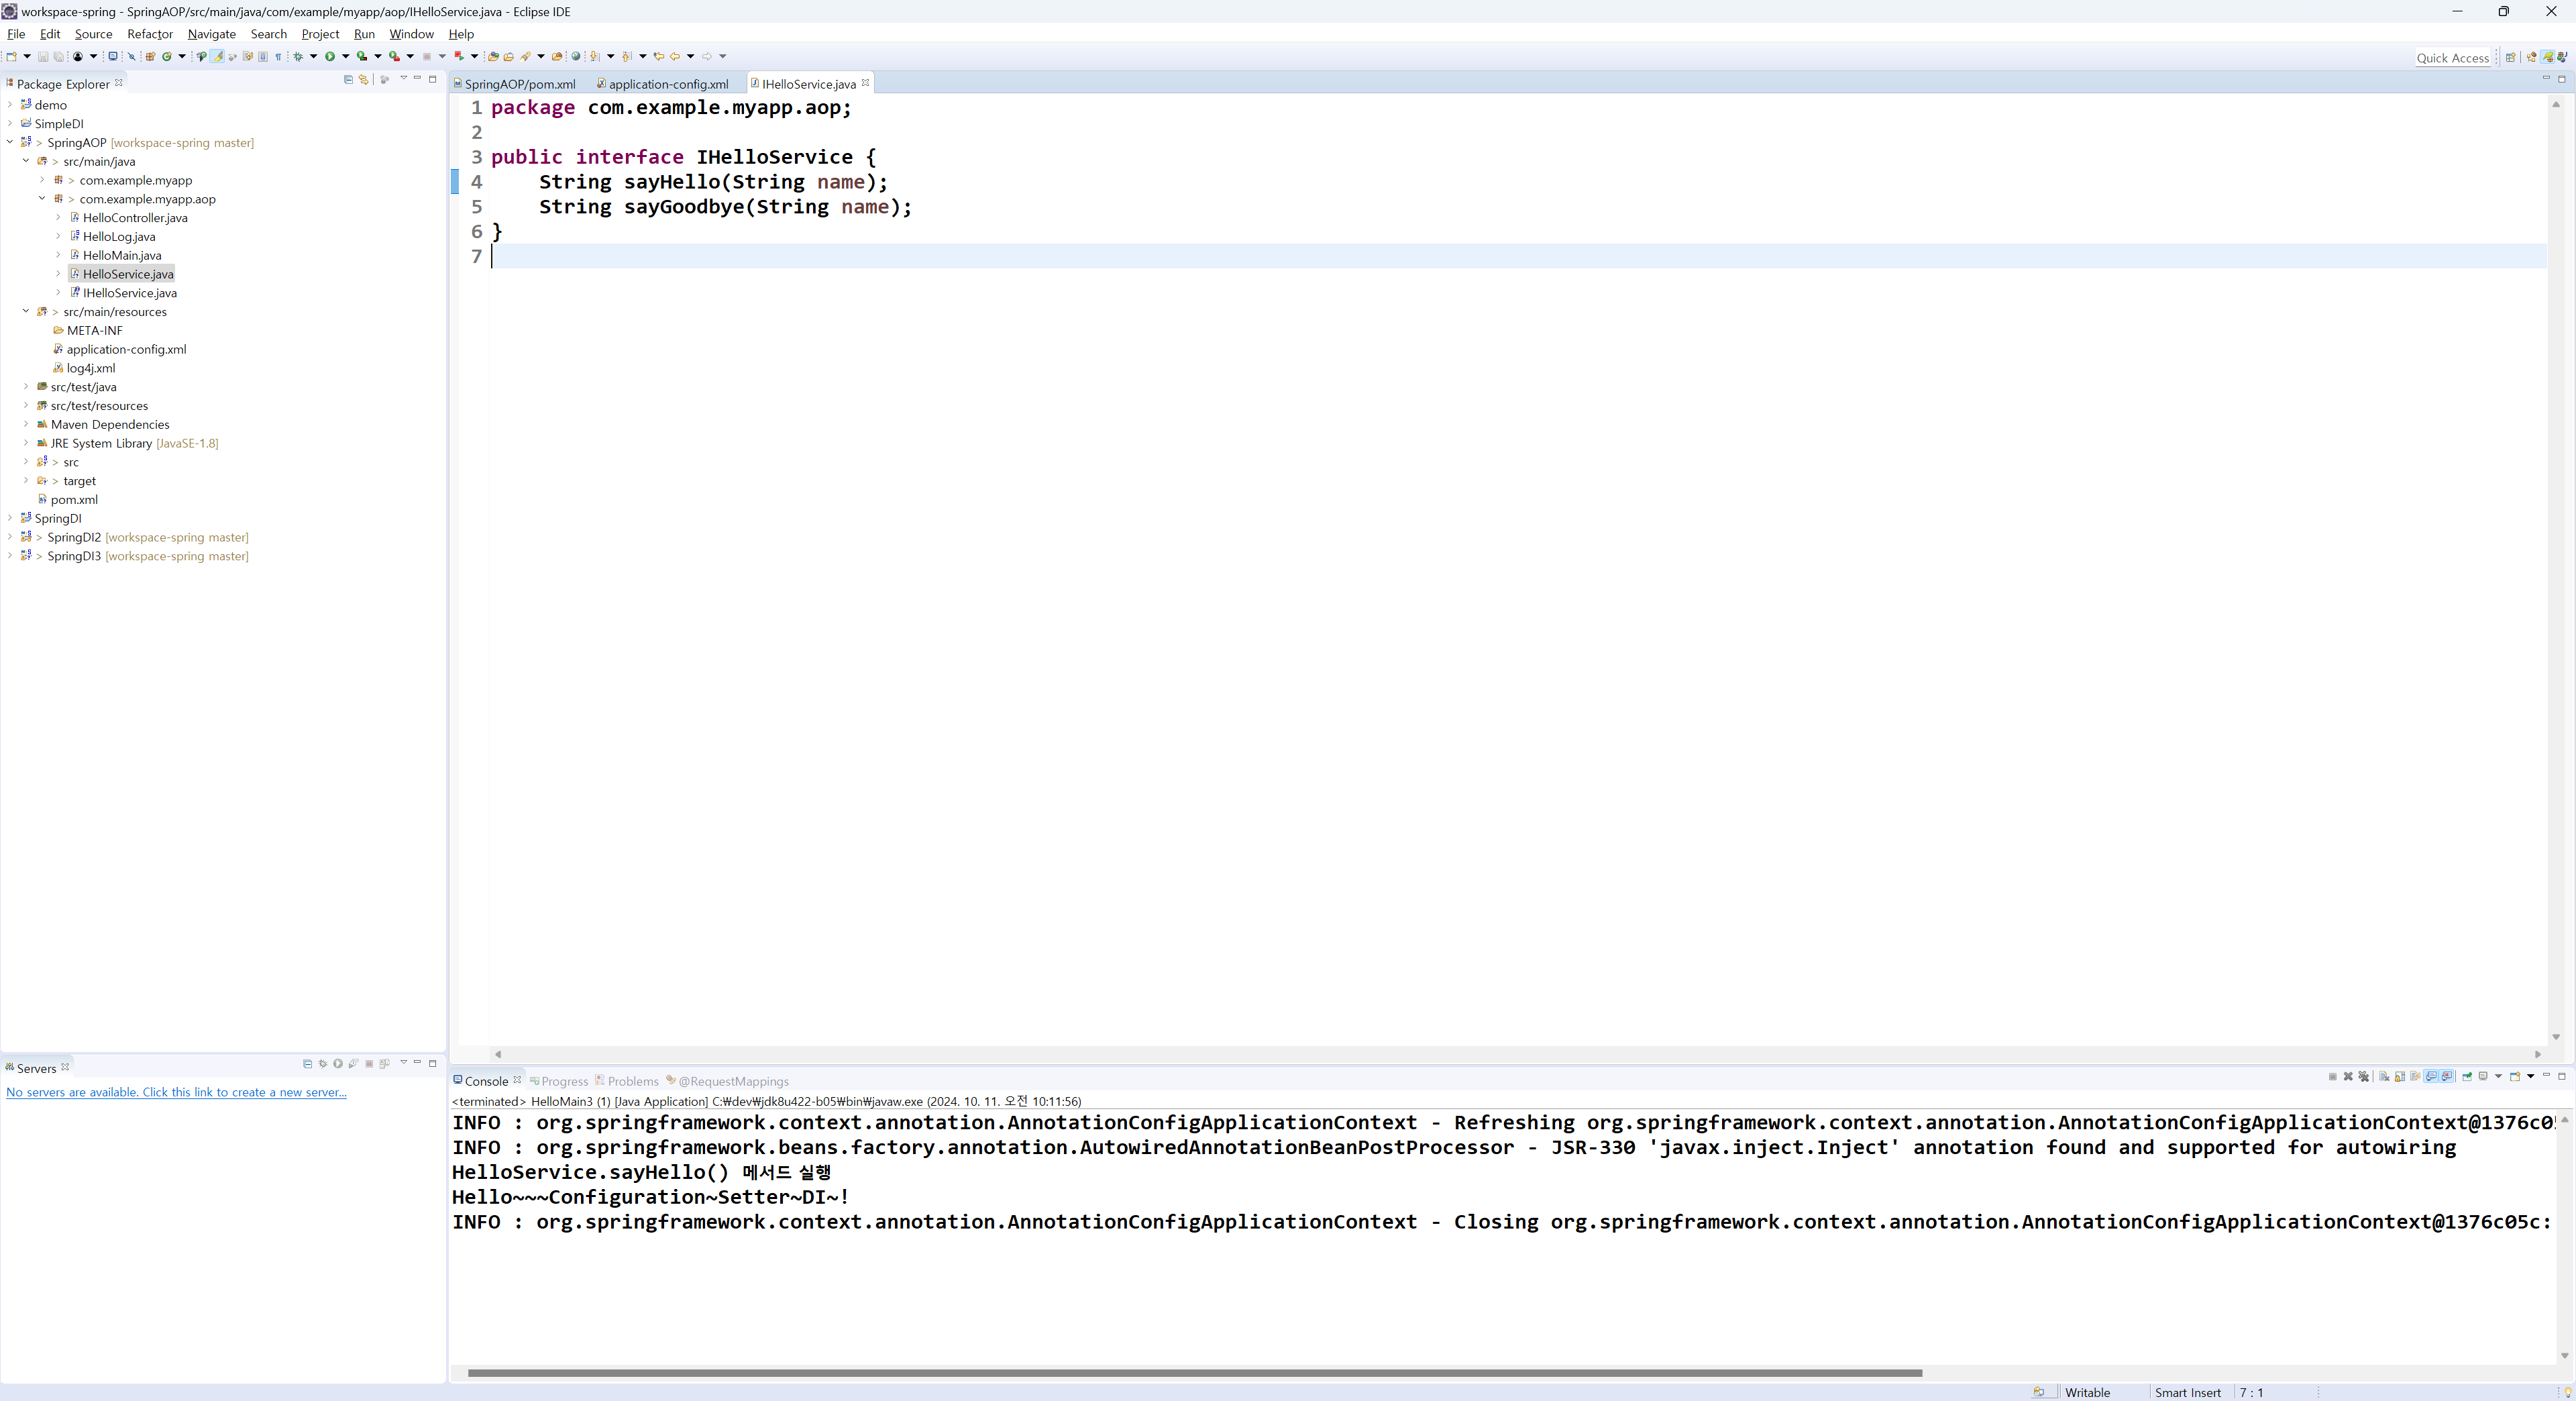 workspace-spring - SpringAOP/src/main/java/com/example/myapp/aop/IHelloService.java - Eclipse IDE
File Edit Source Refactor Navigate Search Project Run Window Help
Quick Access
Package Explorer
demo
SimpleDI
> SpringAOP [workspace-spring master]
> src/main/java
> com.example.myapp
> com.example.myapp.aop
HelloController.java
HelloLog.java
HelloMain.java
HelloService.java
IHelloService.java
> src/main/resources
META-INF
application-config.xml
log4j.xml
src/test/java
src/test/resources
Maven Dependencies
JRE System Library [JavaSE-1.8]
> src
> target
pom.xml
SpringDI
> SpringDI2 [workspace-spring master]
> SpringDI3 [workspace-spring master]
SpringAOP/pom.xml application-config.xml IHelloService.java
1 package com.example.myapp.aop;
2
3 public interface IHelloService {
4 String sayHello(String name);
5 String sayGoodbye(String name);
6 }
7
Servers
No servers are available. Click this link to create a new server...
Console Progress Problems @RequestMappings
<terminated> HelloMain3 (1) [Java Application] C:₩dev₩jdk8u422-b05₩bin₩javaw.exe (2024. 10. 11. 오전 10:11:56)
INFO : org.springframework.context.annotation.AnnotationConfigApplicationContext - Refreshing org.springframework.context.annotation.AnnotationConfigApplicationContext@1376c05
INFO : org.springframework.beans.factory.annotation.AutowiredAnnotationBeanPostProcessor - JSR-330 'javax.inject.Inject' annotation found and supported for autowiring
HelloService.sayHello() 메서드 실행
Hello~~~Configuration~Setter~DI~!
INFO : org.springframework.context.annotation.AnnotationConfigApplicationContext - Closing org.springframework.context.annotation.AnnotationConfigApplicationContext@1376c05c:
Writable Smart Insert 7 : 1